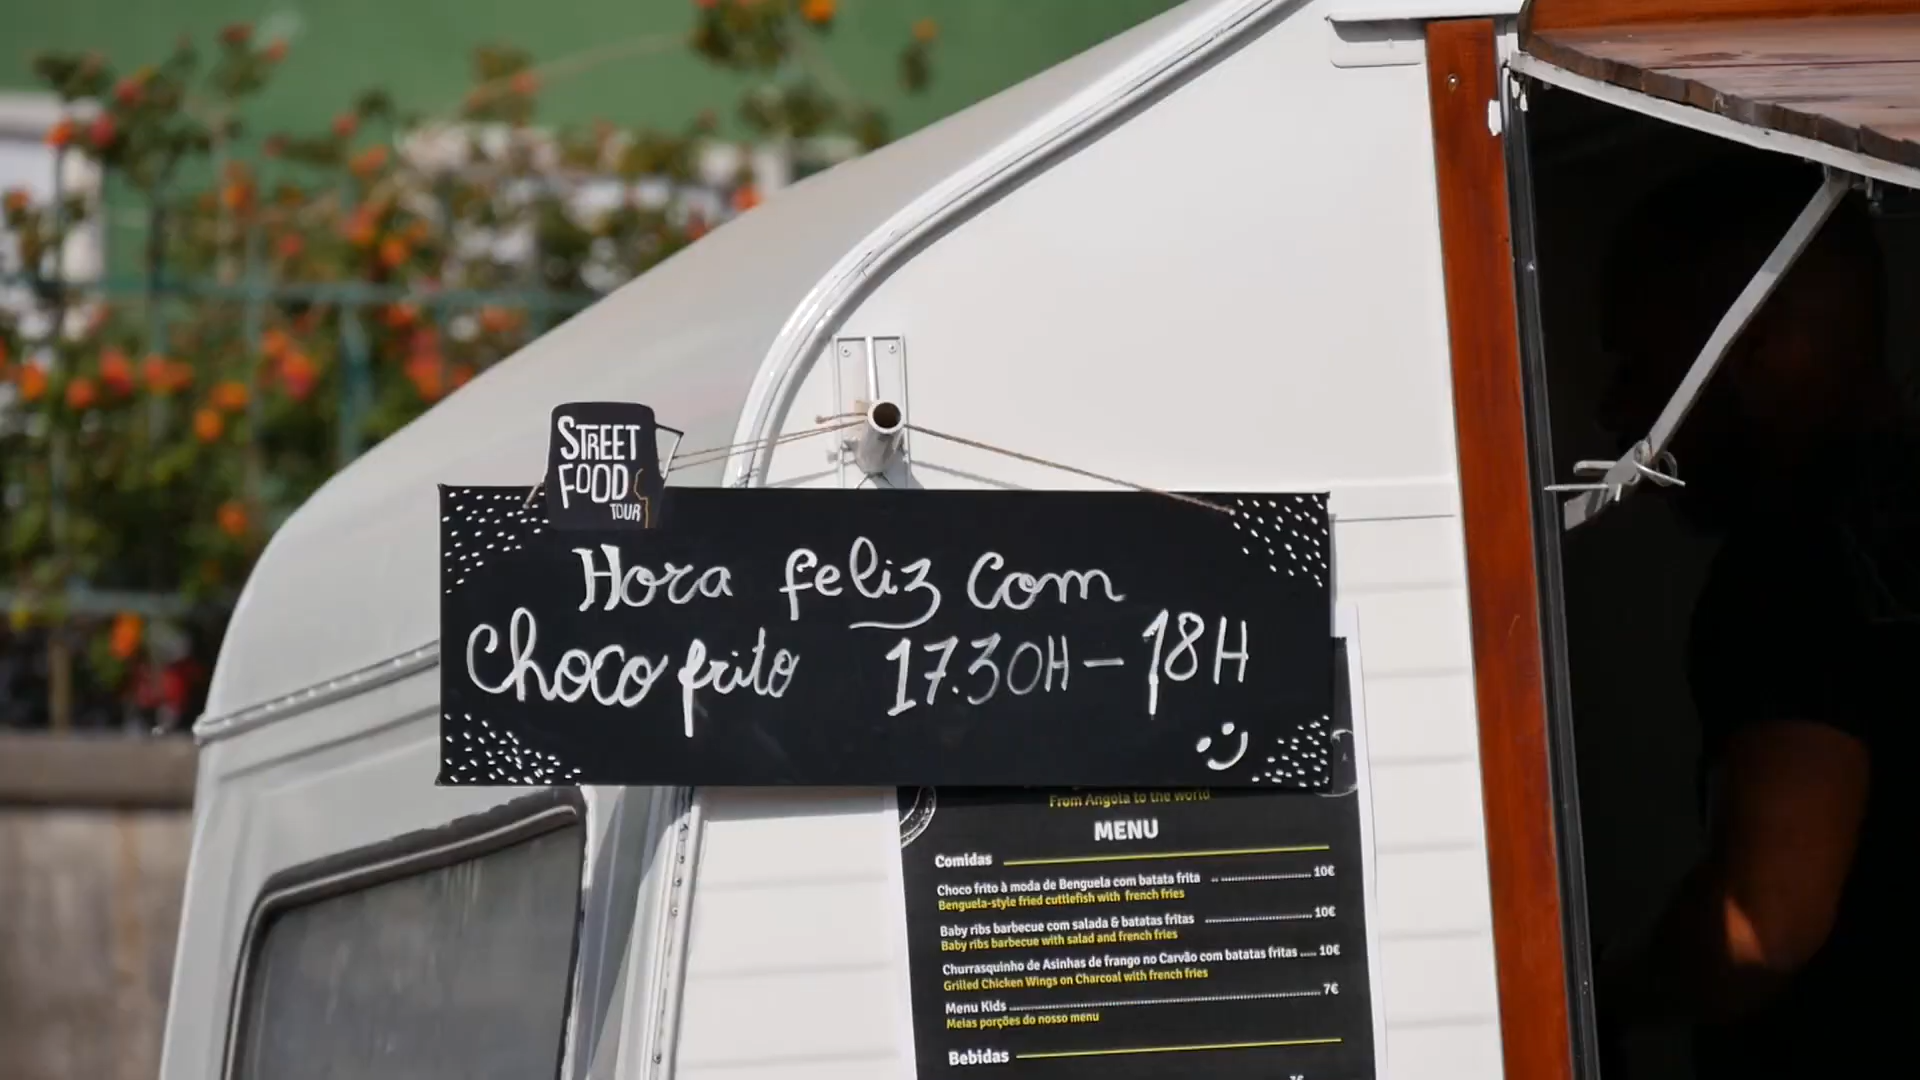 STREET
FOOD
TOUR
Hora feliz com
Choco frito 17.30H – 18H
From Angola to the world
MENU
Comidas
Choco frito à moda de Benguela com batata frita .. .................... 10€
Benguela-style fried cuttlefish with french fries
Baby ribs barbecue com salada & batatas fritas ...................... 10€
Baby ribs barbecue with salad and french fries
Churrasquinho de Asinhas de frango no Carvão com batatas fritas ..... 10€
Grilled Chicken Wings on Charcoal with french fries
Menu Kids ...................................................................... 7€
Meias porções do nosso menu
Bebidas